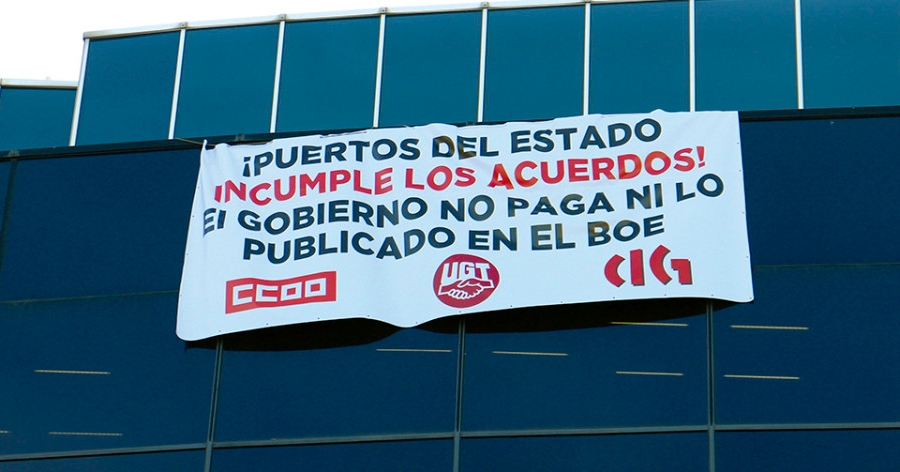 ¡PUERTOS DEL ESTADO
INCUMPLE LOS ACUERDOS!
El GOBIERNO NO PAGA NI LO
PUBLICADO EN EL BOE
CCOO UGT CIG